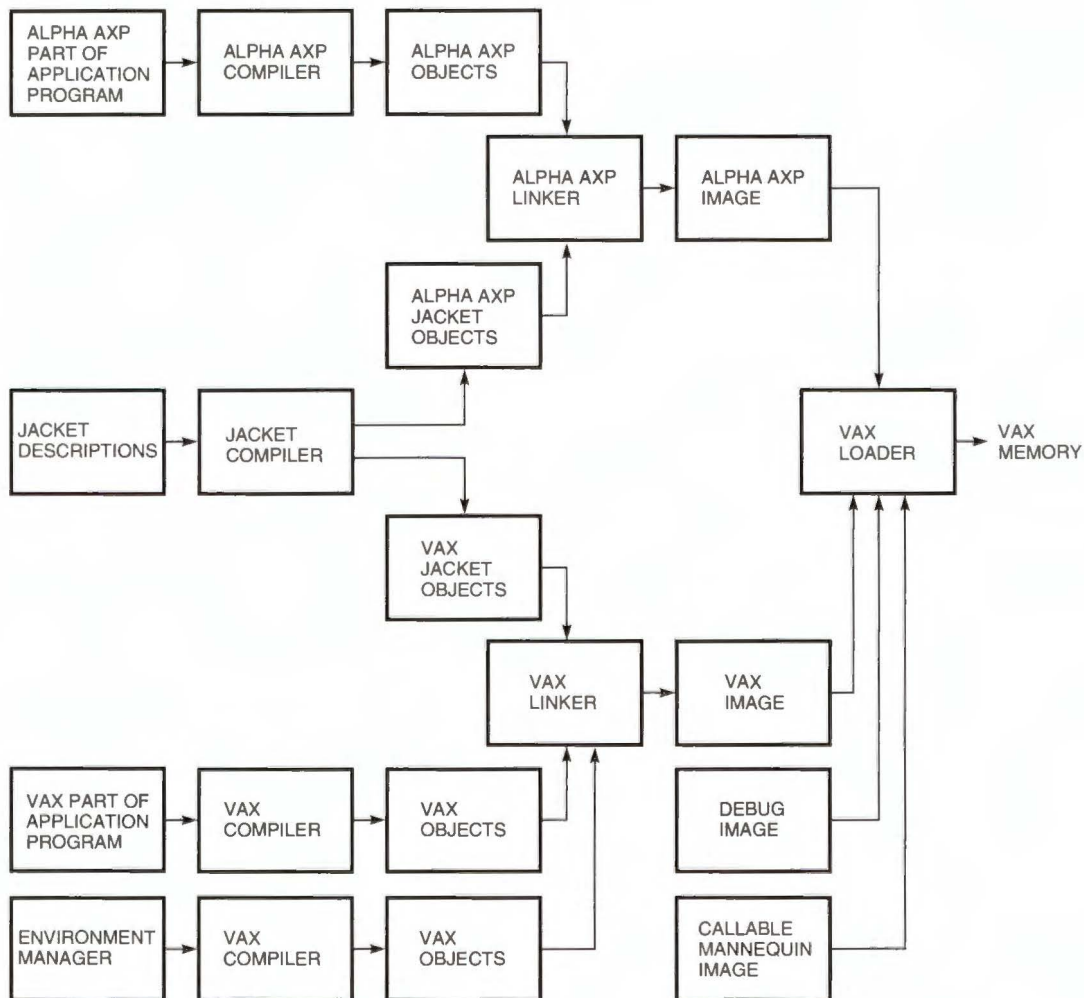 ALPHA AXP
PART OF
APPLICATION
PROGRAM
ALPHA AXP
COMPILER
ALPHA AXP
OBJECTS
ALPHA AXP
LINKER
ALPHA AXP
IMAGE
ALPHA AXP
JACKET
OBJECTS
JACKET
DESCRIPTIONS
JACKET
COMPILER
VAX
LOADER
VAX
MEMORY
VAX
JACKET
OBJECTS
VAX
LINKER
VAX
IMAGE
VAX PART OF
APPLICATION
PROGRAM
VAX
COMPILER
VAX
OBJECTS
DEBUG
IMAGE
ENVIRONMENT
MANAGER
VAX
COMPILER
VAX
OBJECTS
CALLABLE
MANNEQUIN
IMAGE